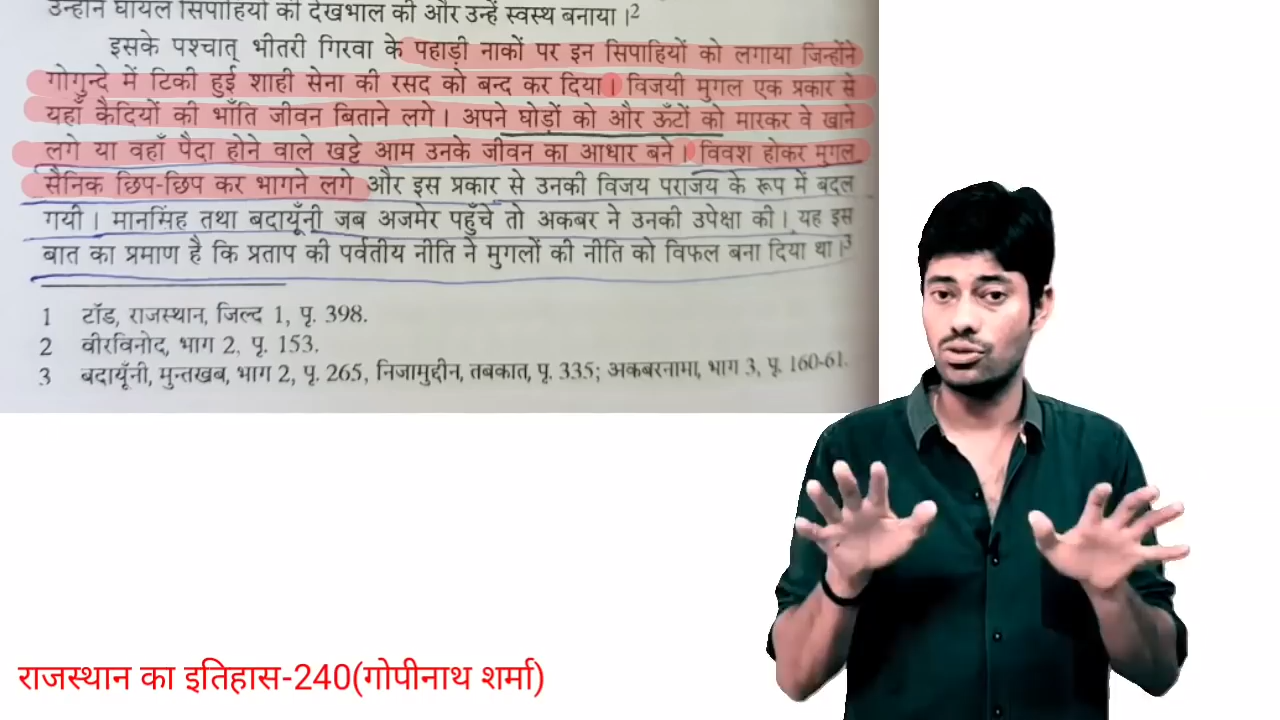 उन्होंने घायल सिपाहियों की देखभाल की और उन्हें स्वस्थ बनाया।2
इसके पश्चात् भीतरी गिरवा के पहाड़ी नाकों पर इन सिपाहियों को लगाया जिन्होंने
गोगुन्दे में टिकी हुई शाही सेना की रसद को बन्द कर दिया। विजयी मुगल एक प्रकार से
यहाँ कैदियों की भाँति जीवन बिताने लगे। अपने घोड़ों को और ऊँटों को मारकर वे खाने
लगे या वहाँ पैदा होने वाले खट्टे आम उनके जीवन का आधार बने। विवश होकर मुगल
सैनिक छिप-छिप कर भागने लगे और इस प्रकार से उनकी विजय पराजय के रूप में बदल
गयी। मानसिंह तथा बदायूँनी जब अजमेर पहुँचे तो अकबर ने उनकी उपेक्षा की। यह इस
बात का प्रमाण है कि प्रताप की पर्वतीय नीति ने मुगलों की नीति को विफल बना दिया था।3
1 टॉड, राजस्थान, जिल्द 1, पृ. 398.
2 वीरविनोद, भाग 2, पृ. 153.
3 बदायूँनी, मुन्तखब, भाग 2, पृ. 265, निजामुद्दीन, तबकात, पृ. 335; अकबरनामा, भाग 3, पृ. 160-61.
राजस्थान का इतिहास-240(गोपीनाथ शर्मा)